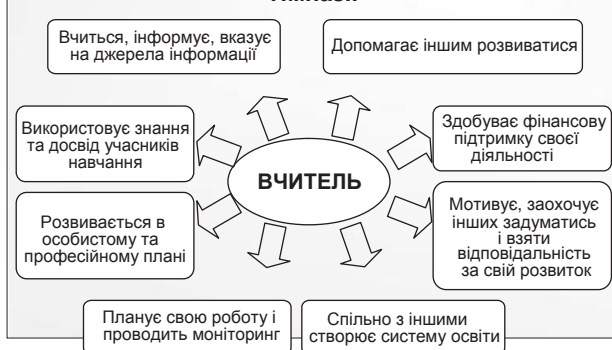 Вчиться, інформує, вказує
на джерела інформації
Допомагає іншим розвиватися
Використовує знання
та досвід учасників
навчання
Здобуває фінансову
підтримку своєї
діяльності
ВЧИТЕЛЬ
Розвивається в
особистому та
професійному плані
Мотивує, заохочує
інших задуматись
і взяти
відповідальність
за свій розвиток
Планує свою роботу і
проводить моніторинг
Спільно з іншими
створює систему освіти